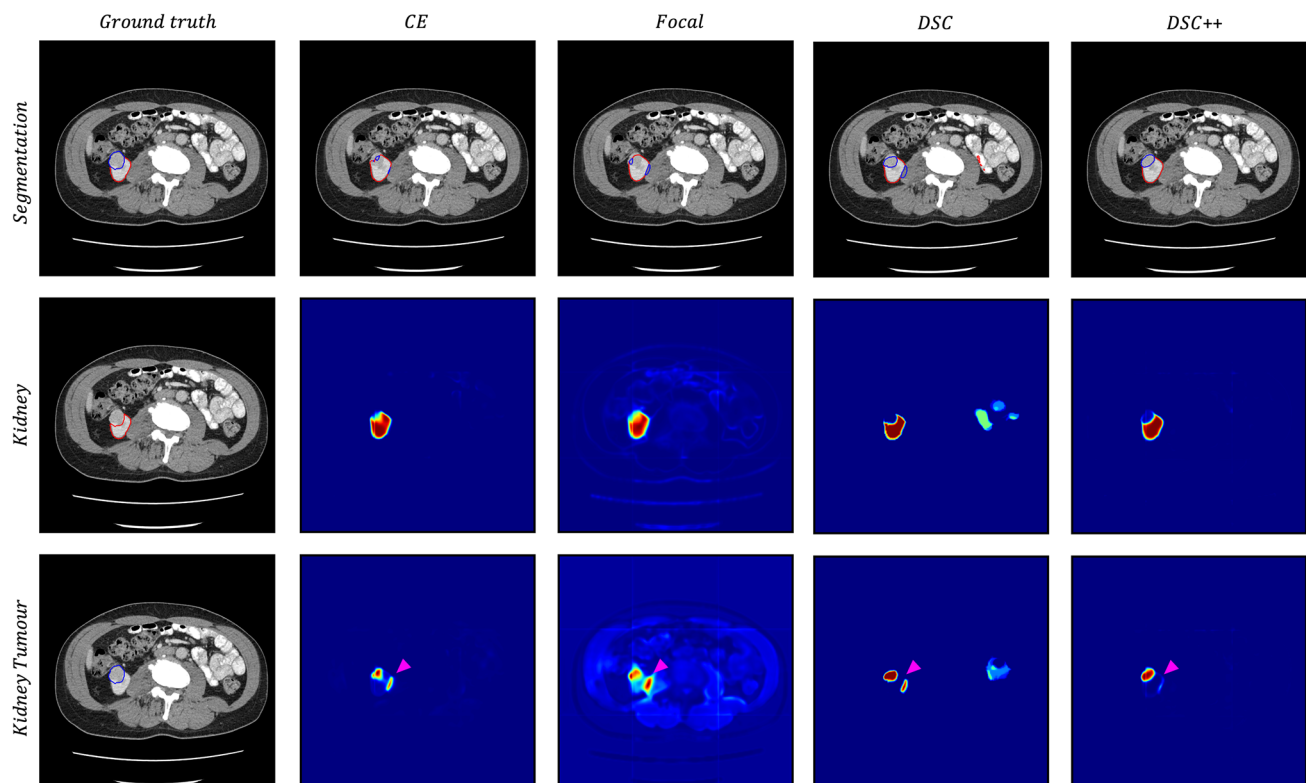 Ground truth
CE
Focal
DSC
DSC++
Segmentation
Kidney
Kidney Tumour